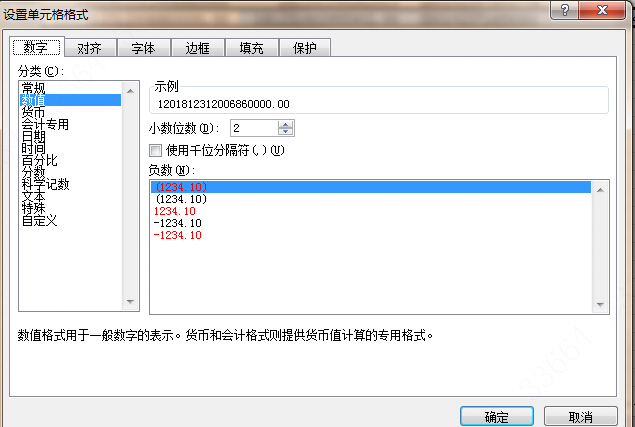 设置单元格格式
数字 对齐 字体 边框 填充 保护
分类(C):
常规
数值
货币
会计专用
日期
时间
百分比
分数
科学记数
文本
特殊
自定义
示例
1201812312006860000.00
小数位数(D): 2
使用千位分隔符(,)(U)
负数(N):
(1234.10)
(1234.10)
1234.10
-1234.10
-1234.10
数值格式用于一般数字的表示。货币和会计格式则提供货币值计算的专用格式。
确定 取消